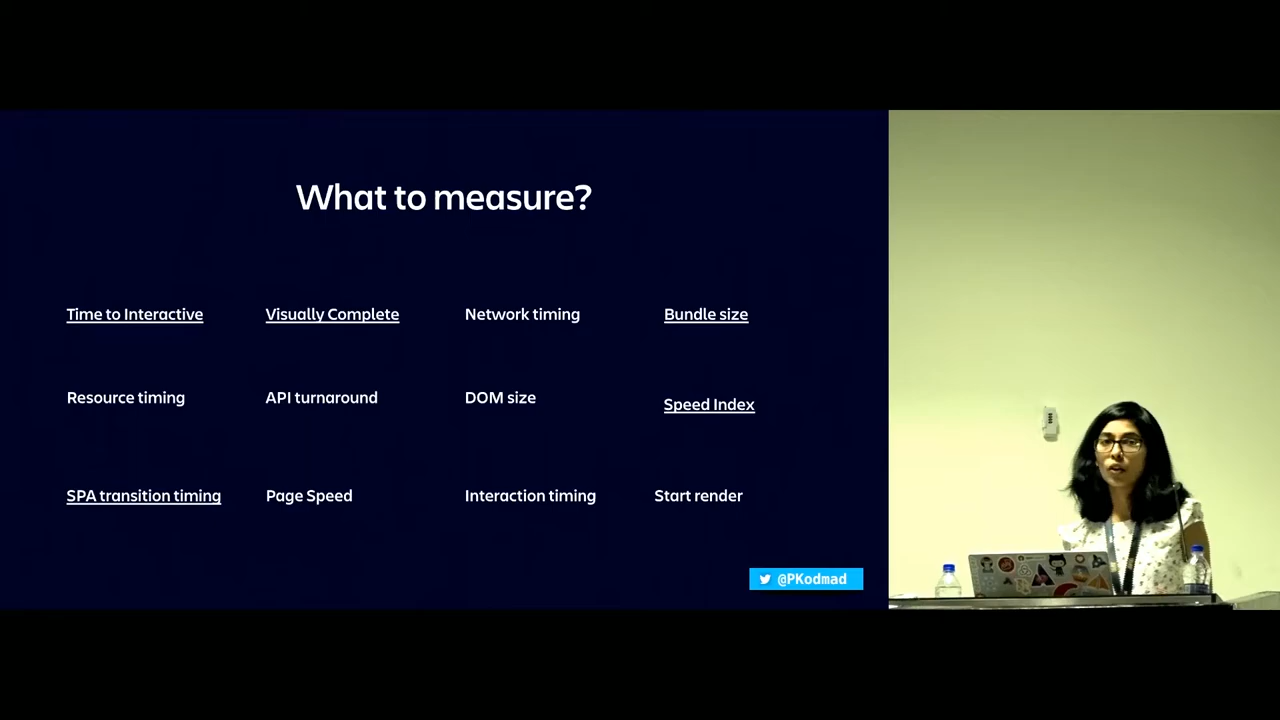 What to measure?
Time to Interactive Visually Complete Network timing Bundle size
Resource timing API turnaround DOM size Speed Index
SPA transition timing Page Speed Interaction timing Start render
@PKodmad